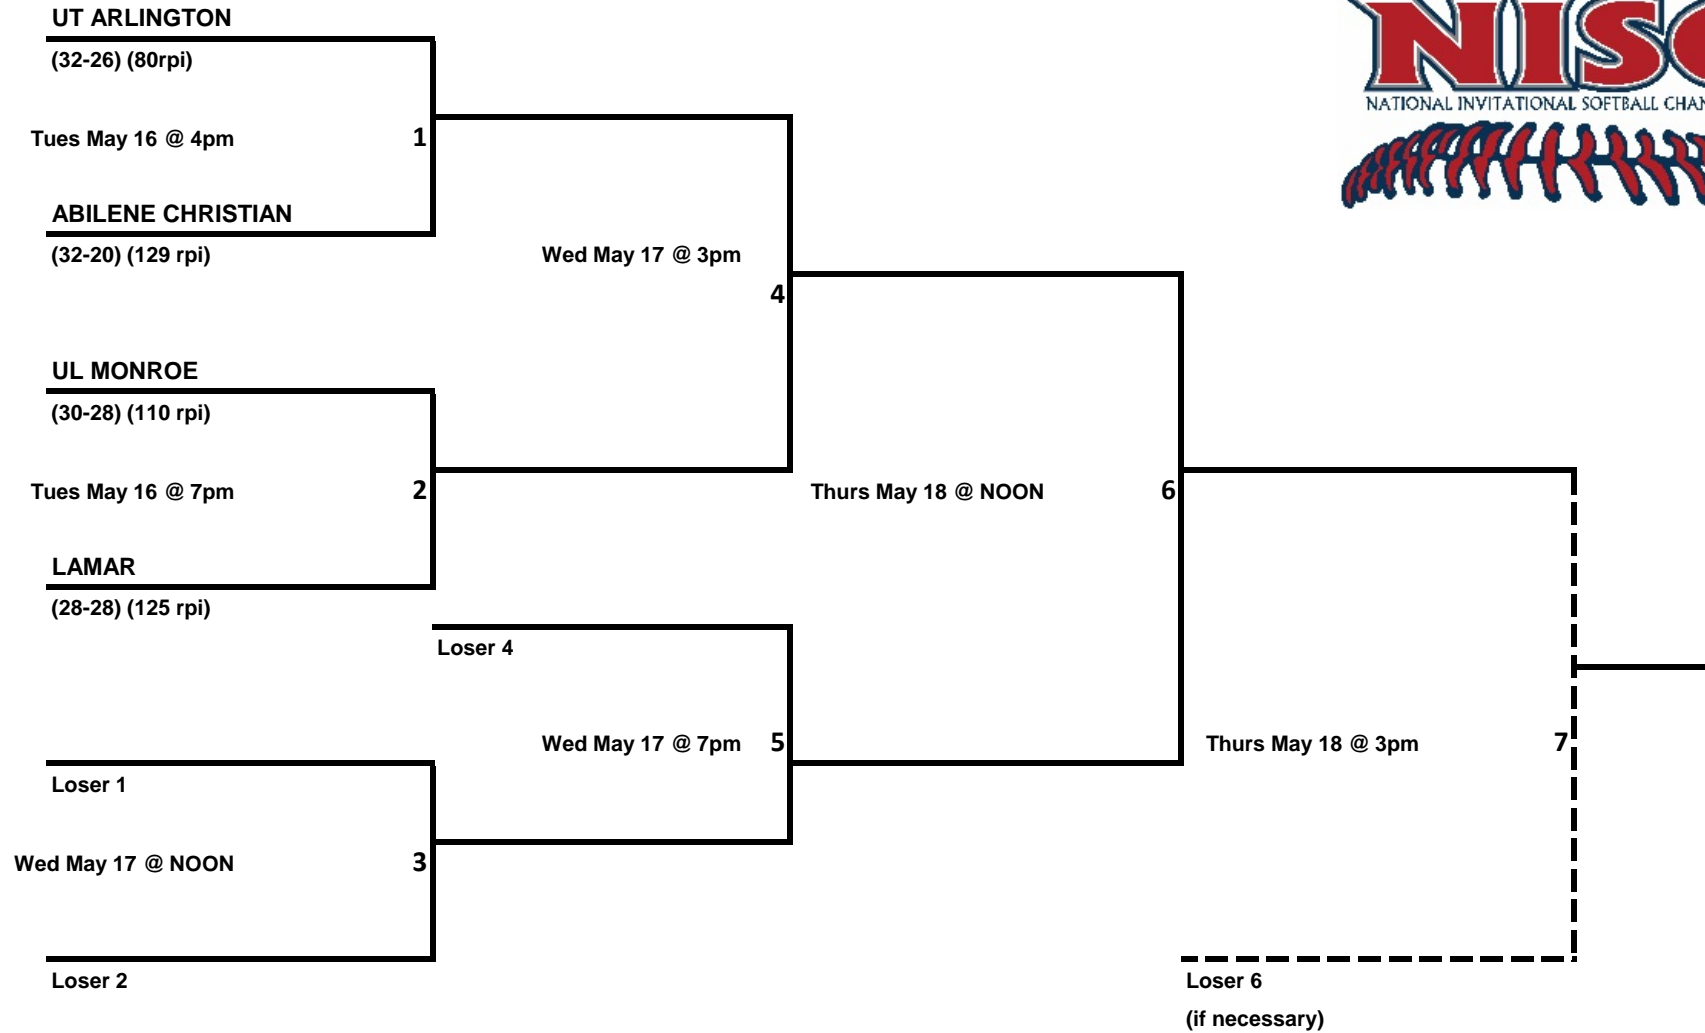 UT ARLINGTON
(32-26) (80rpi)
Tues May 16 @ 4pm
1
ABILENE CHRISTIAN
(32-20) (129 rpi)
Wed May 17 @ 3pm
4
UL MONROE
(30-28) (110 rpi)
Tues May 16 @ 7pm
2
Thurs May 18 @ NOON
6
LAMAR
(28-28) (125 rpi)
Loser 4
Wed May 17 @ 7pm
5
Thurs May 18 @ 3pm
7
Loser 1
Wed May 17 @ NOON
3
Loser 2
Loser 6
(if necessary)
NIS
NATIONAL INVITATIONAL SOFTBALL